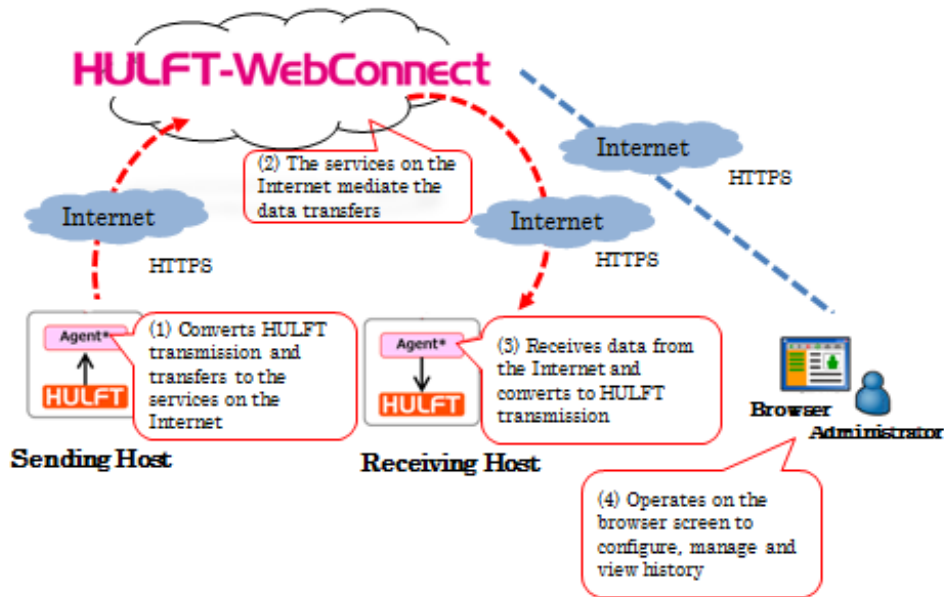 HULFT-WebConnect
(2) The services on the
Internet mediate the
data transfers
Internet
HTTPS
Internet
HTTPS
Internet
HTTPS
Agent*
HULFT
(1) Converts HULFT
transmission and
transfers to the
services on the
Internet
Sending Host
Agent*
HULFT
(3) Receives data from
the Internet and
converts to HULFT
transmission
Receiving Host
Browser
Administrator
(4) Operates on the
browser screen to
configure, manage and
view history